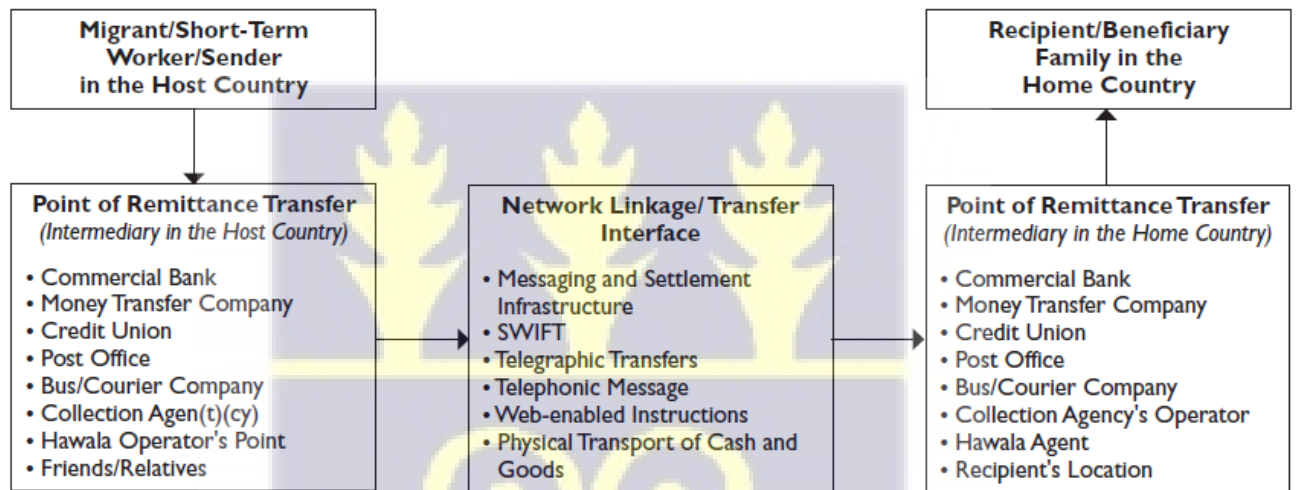 Migrant/Short-Term
Worker/Sender
in the Host Country
Recipient/Beneficiary
Family in the
Home Country
Point of Remittance Transfer
(Intermediary in the Host Country)
• Commercial Bank
• Money Transfer Company
• Credit Union
• Post Office
• Bus/Courier Company
• Collection Agen(t)(cy)
• Hawala Operator's Point
• Friends/Relatives
Network Linkage/Transfer
Interface
• Messaging and Settlement
Infrastructure
• SWIFT
• Telegraphic Transfers
• Telephonic Message
• Web-enabled Instructions
• Physical Transport of Cash and
Goods
Point of Remittance Transfer
(Intermediary in the Home Country)
• Commercial Bank
• Money Transfer Company
• Credit Union
• Post Office
• Bus/Courier Company
• Collection Agency's Operator
• Hawala Agent
• Recipient's Location